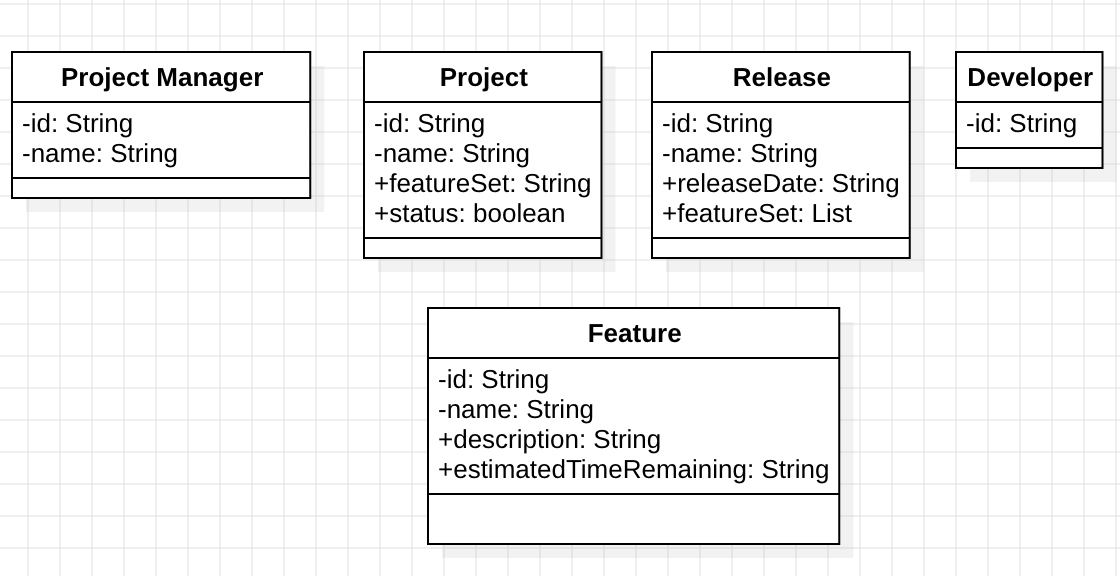 Project Manager
-id: String
-name: String
Project
-id: String
-name: String
+featureSet: String
+status: boolean
Release
-id: String
-name: String
+releaseDate: String
+featureSet: List
Developer
-id: String
Feature
-id: String
-name: String
+description: String
+estimatedTimeRemaining: String